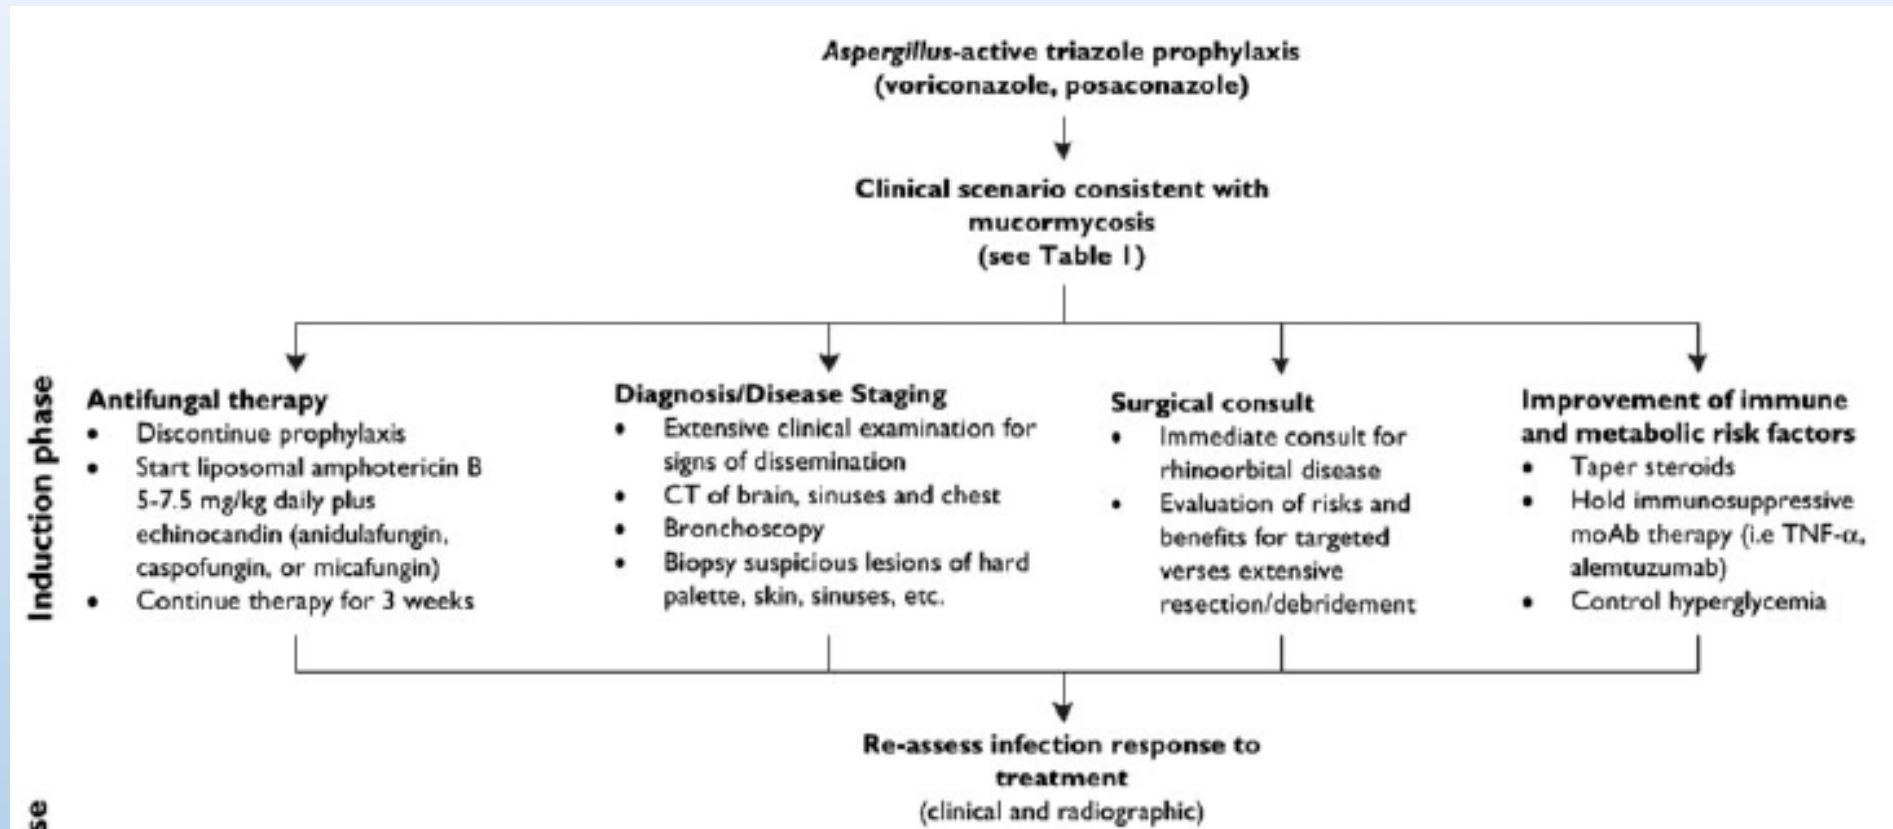 Aspergillus-active triazole prophylaxis
(voriconazole, posaconazole)
Clinical scenario consistent with
mucormycosis
(see Table 1)
Induction phase
Antifungal therapy
• Discontinue prophylaxis
• Start liposomal amphotericin B
5-7.5 mg/kg daily plus
echinocandin (anidulafungin,
caspofungin, or micafungin)
• Continue therapy for 3 weeks
Diagnosis/Disease Staging
• Extensive clinical examination for
signs of dissemination
• CT of brain, sinuses and chest
• Bronchoscopy
• Biopsy suspicious lesions of hard
palette, skin, sinuses, etc.
Surgical consult
• Immediate consult for
rhinoorbital disease
• Evaluation of risks and
benefits for targeted
verses extensive
resection/debridement
Improvement of immune
and metabolic risk factors
• Taper steroids
• Hold immunosuppressive
moAb therapy (i.e TNF-α,
alemtuzumab)
• Control hyperglycemia
Re-assess infection response to
treatment
(clinical and radiographic)
se